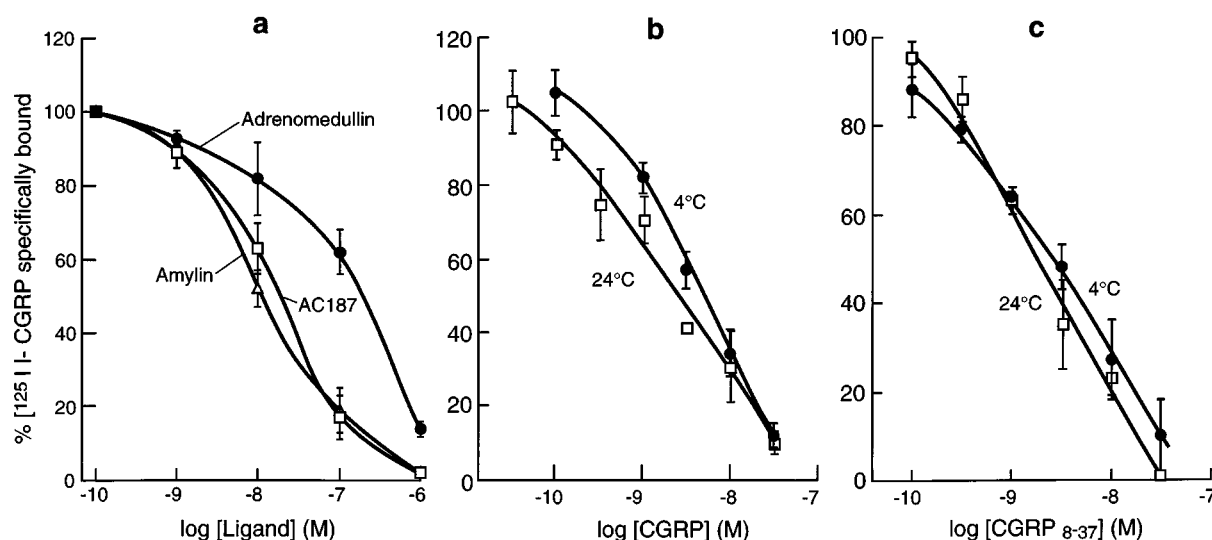 a
% [125 I ]- CGRP specifically bound
120
100
80
60
40
20
0
Adrenomedullin
Amylin
AC187
-10
-9
-8
-7
-6
log [Ligand] (M)
b
120
100
80
60
40
20
0
4°C
24°C
-10
-9
-8
-7
log [CGRP] (M)
c
100
80
60
40
20
0
24°C
4°C
-10
-9
-8
-7
log [CGRP 8-37] (M)